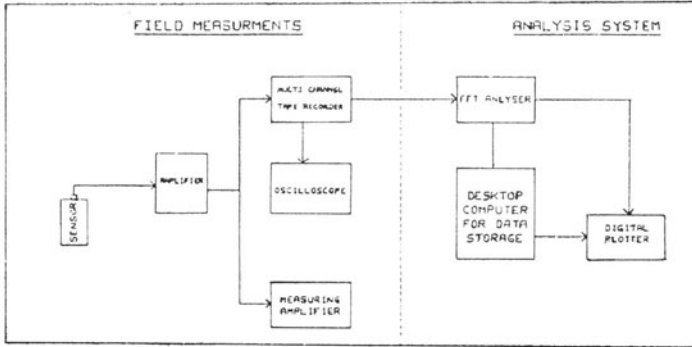 FIELD MEASURMENTS
ANALYSIS SYSTEM
MULTI CHANNEL
TAPE RECORDER
FFT ANLYSER
AMPLIFIER
OSCILLOSCOPE
SENSOR
DESKTOP
COMPUTER
FOR DATA
STORAGE
DIGITAL
PLOTTER
MEASURING
AMPLIFIER